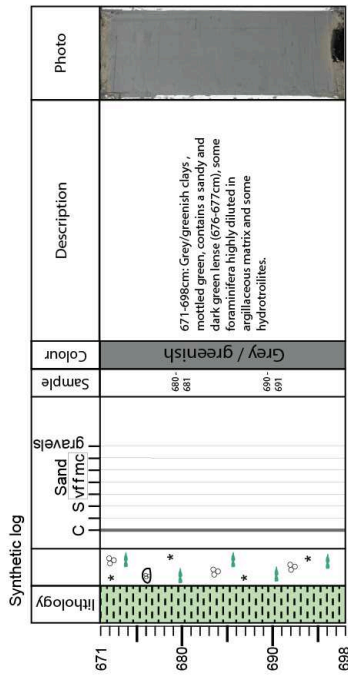 Synthetic log
lithology
C
S
vf f m c
Sand
gravels
Sample
Colour
Description
Photo
671
680
690
698
680-
681
690-
691
Grey / greenish
671-698cm: Grey/greenish clays ,
mottled green, contains a sandy and
dark green lense (676-677cm), some
foraminifera highly diluted in
argillaceous matrix and some
hydrotroilites.